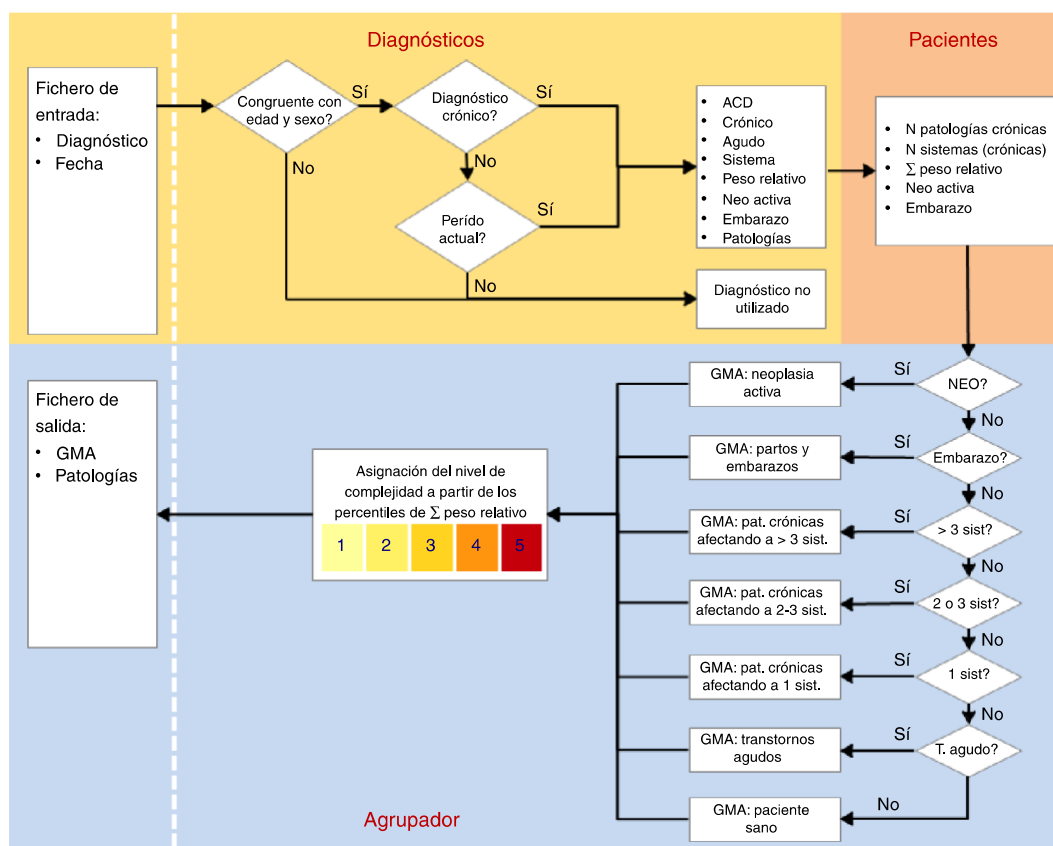 Diagnósticos
Pacientes
Fichero de
entrada:
• Diagnóstico
• Fecha
Congruente con
edad y sexo?
Sí
No
Diagnóstico
crónico?
Sí
No
Perído
actual?
Sí
No
• ACD
• Crónico
• Agudo
• Sistema
• Peso relativo
• Neo activa
• Embarazo
• Patologías
Diagnóstico no
utilizado
• N patologías crónicas
• N sistemas (crónicas)
• Σ peso relativo
• Neo activa
• Embarazo
Fichero de
salida:
• GMA
• Patologías
Asignación del nivel de
complejidad a partir de los
percentiles de Σ peso relativo
1 2 3 4 5
GMA: neoplasia
activa
Sí
NEO?
No
GMA: partos y
embarazos
Sí
Embarazo?
No
GMA: pat. crónicas
afectando a > 3 sist.
Sí
> 3 sist?
No
GMA: pat. crónicas
afectando a 2-3 sist.
Sí
2 o 3 sist?
No
GMA: pat. crónicas
afectando a 1 sist.
Sí
1 sist?
No
GMA: transtornos
agudos
Sí
T. agudo?
No
GMA: paciente
sano
Agrupador